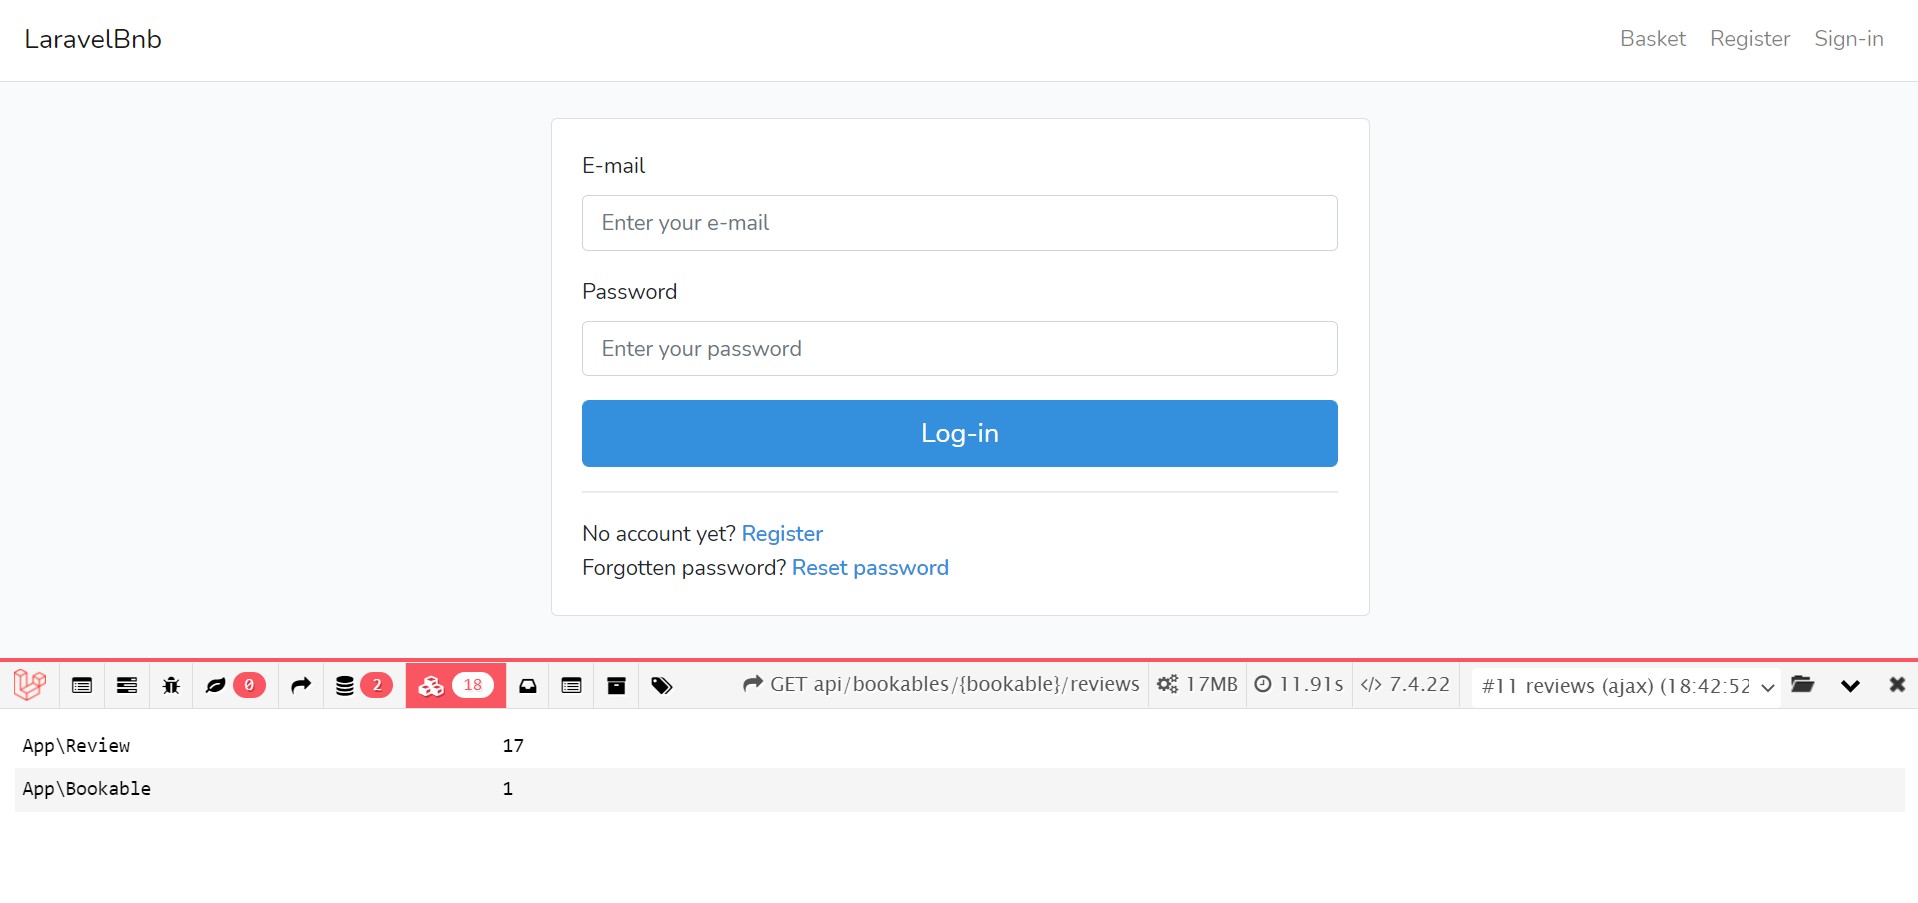 LaravelBnb
Basket Register Sign-in
E-mail
Enter your e-mail
Password
Enter your password
Log-in
No account yet? Register
Forgotten password? Reset password
0 2 18 GET api/bookables/{bookable}/reviews 17MB 11.91s </> 7.4.22 #11 reviews (ajax) (18:42:52
App\Review 17
App\Bookable 1